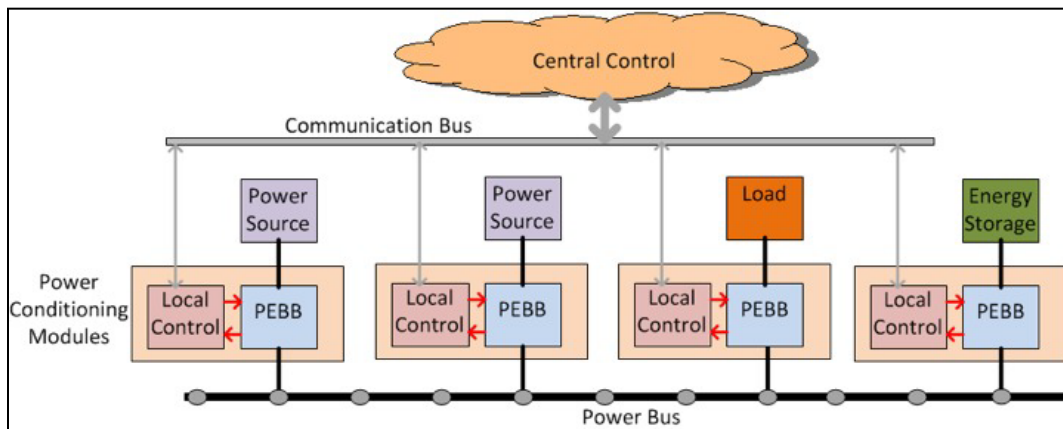 Central Control
Communication Bus
Power
Source
Power
Source
Load
Energy
Storage
Power
Conditioning
Modules
Local
Control
PEBB
Local
Control
PEBB
Local
Control
PEBB
Local
Control
PEBB
Power Bus